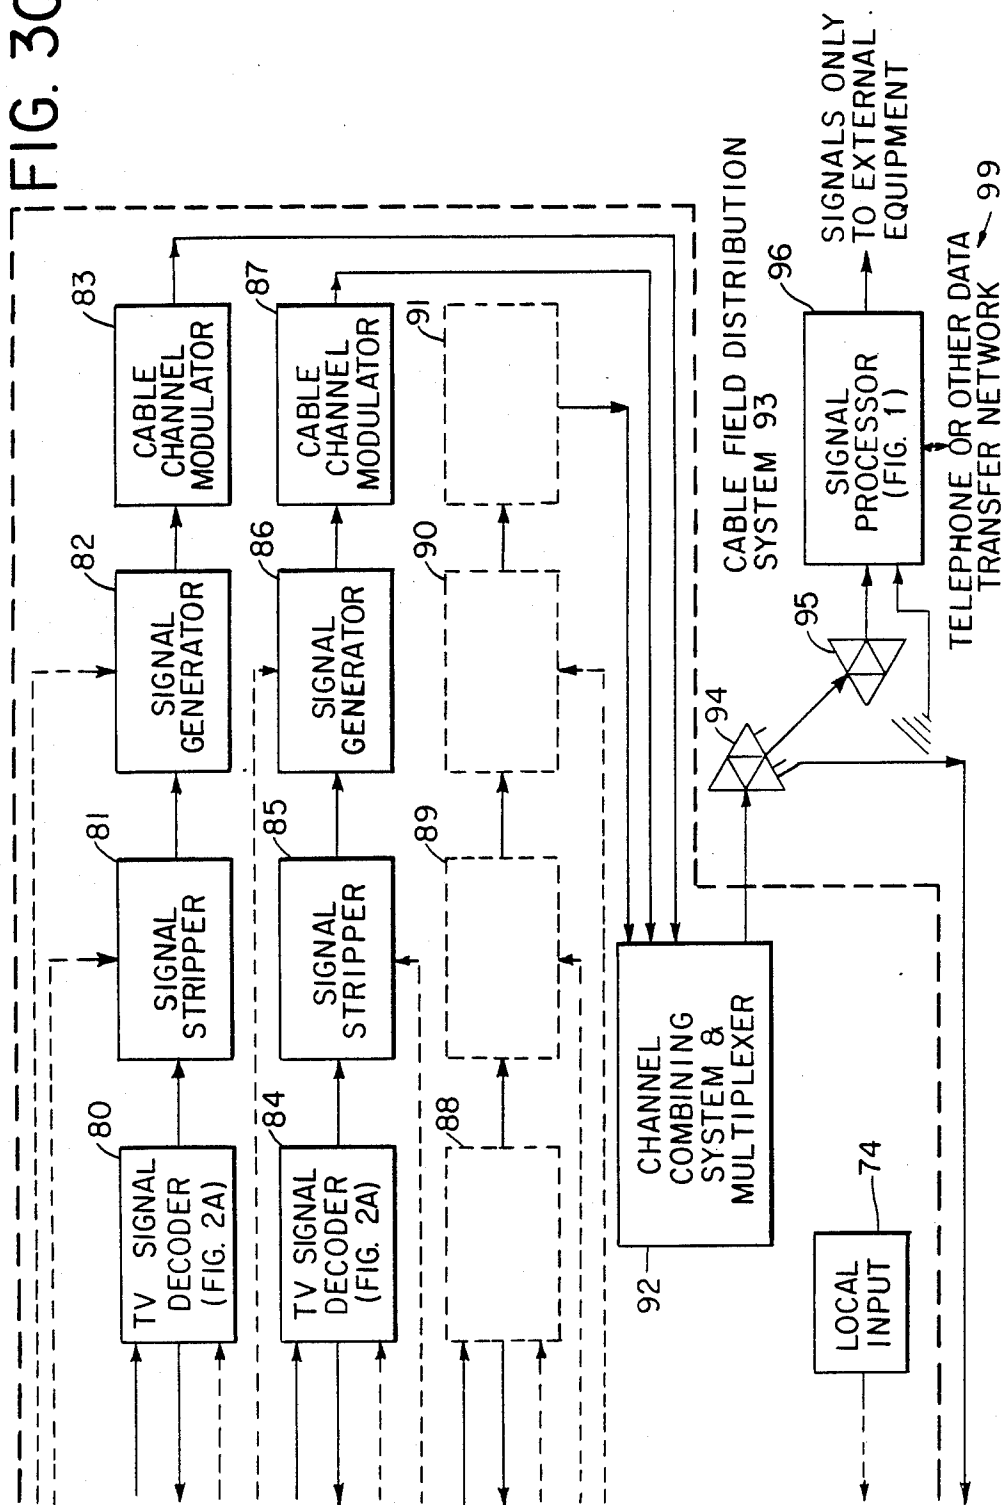 FIG. 3C
80
TV SIGNAL
DECODER
(FIG. 2A)
81
SIGNAL
STRIPPER
82
SIGNAL
GENERATOR
83
CABLE
CHANNEL
MODULATOR
84
TV SIGNAL
DECODER
(FIG. 2A)
85
SIGNAL
STRIPPER
86
SIGNAL
GENERATOR
87
CABLE
CHANNEL
MODULATOR
88
89
90
91
92
CHANNEL
COMBINING
SYSTEM &
MULTIPLEXER
CABLE FIELD DISTRIBUTION
SYSTEM 93
94
95
96
SIGNAL
PROCESSOR
(FIG. 1)
SIGNALS ONLY
TO EXTERNAL
EQUIPMENT
74
LOCAL
INPUT
TELEPHONE OR OTHER DATA
TRANSFER NETWORK
99